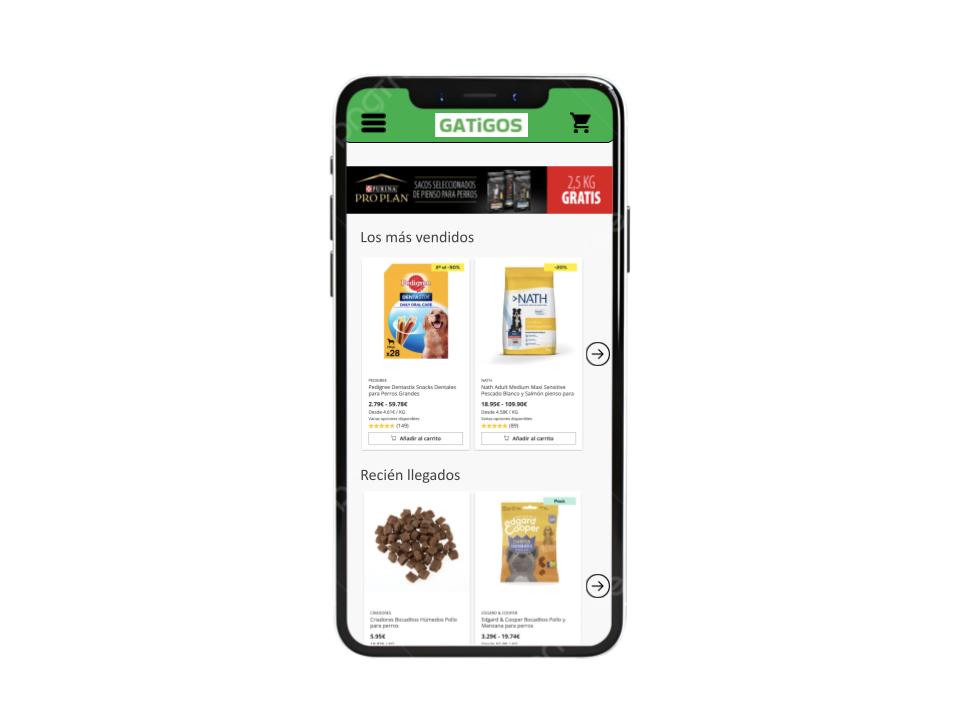 GATiGOS
PURINA
PRO PLAN
SACOS SELECCIONADOS
DE PIENSO PARA PERROS
2,5 KG
GRATIS
Los más vendidos
2ª al -50%
Pedigree
DENTASTIX
DAILY ORAL CARE
x28
-20%
>NATH
PEDIGREE
Pedigree Dentastix Snacks Dentales
para Perros Grandes
2.79€ - 59.78€
Desde 4.61€ / KG
Varias opciones disponibles
(149)
Añadir al carrito
NATH
Nath Adult Medium Maxi Sensitive
Pescado Blanco y Salmón pienso para
18.95€ - 109.90€
Desde 4.58€ / KG
Varias opciones disponibles
(89)
Añadir al carrito
Recién llegados
Pack
edgard
Cooper
CRIADORES
Criadores Bocaditos Húmedos Pollo
para perros
5.95€
EDGARD & COOPER
Edgard & Cooper Bocaditos Pollo y
Manzana para perros
3.29€ - 19.74€